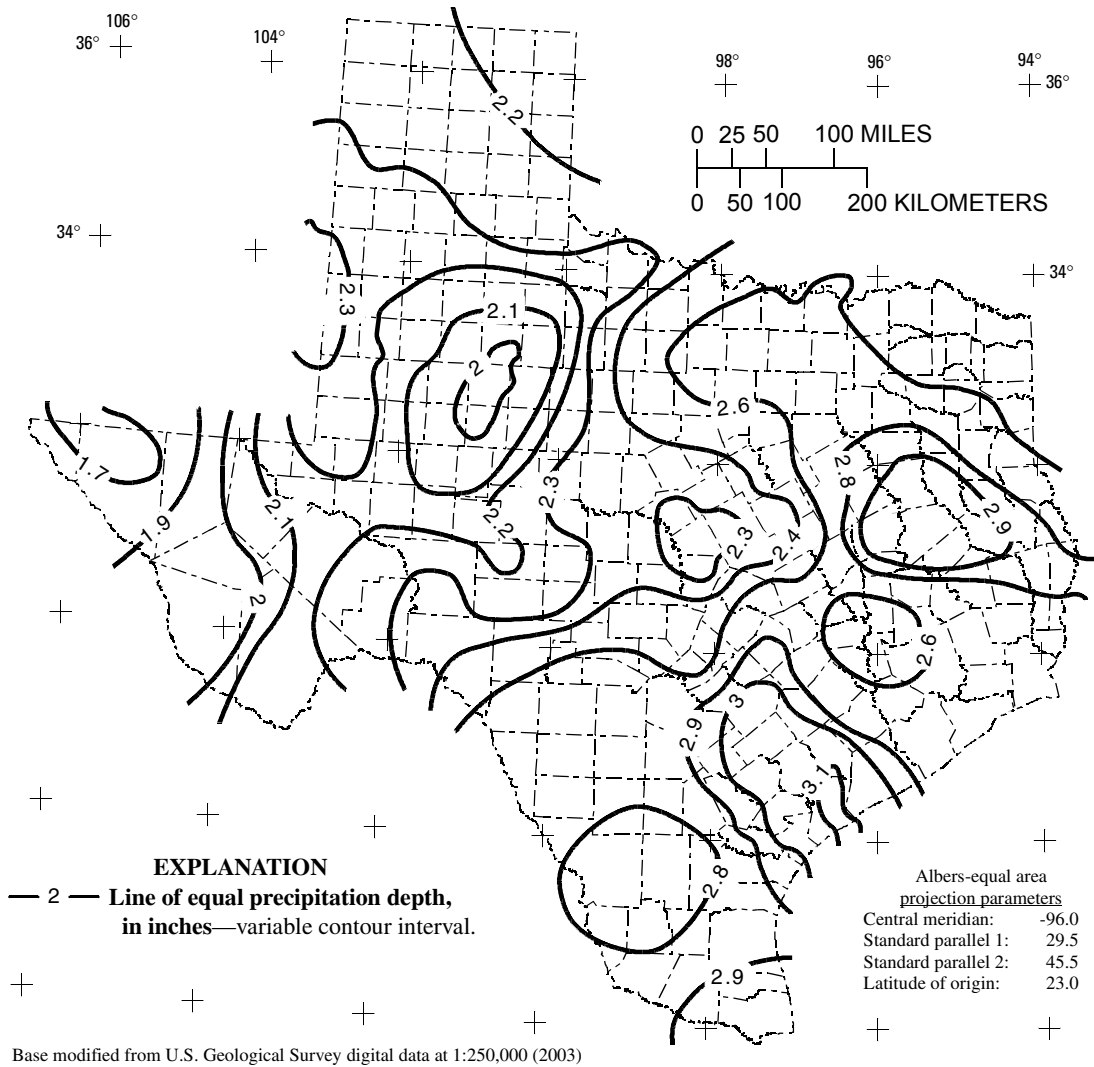 106°
36°
104°
98°
96°
94°
36°
2.2
0 25 50 100 MILES
0 50 100 200 KILOMETERS
34°
34°
2.3
2.1
2
2.6
1.7
2.8
2.3
2.9
2.1
2.2
1.9
2.3
2.4
2
2.6
3
2.9
3.1
EXPLANATION
2 Line of equal precipitation depth,
in inches—variable contour interval.
2.8
Albers-equal area
projection parameters
Central meridian: -96.0
Standard parallel 1: 29.5
Standard parallel 2: 45.5
Latitude of origin: 23.0
2.9
Base modified from U.S. Geological Survey digital data at 1:250,000 (2003)